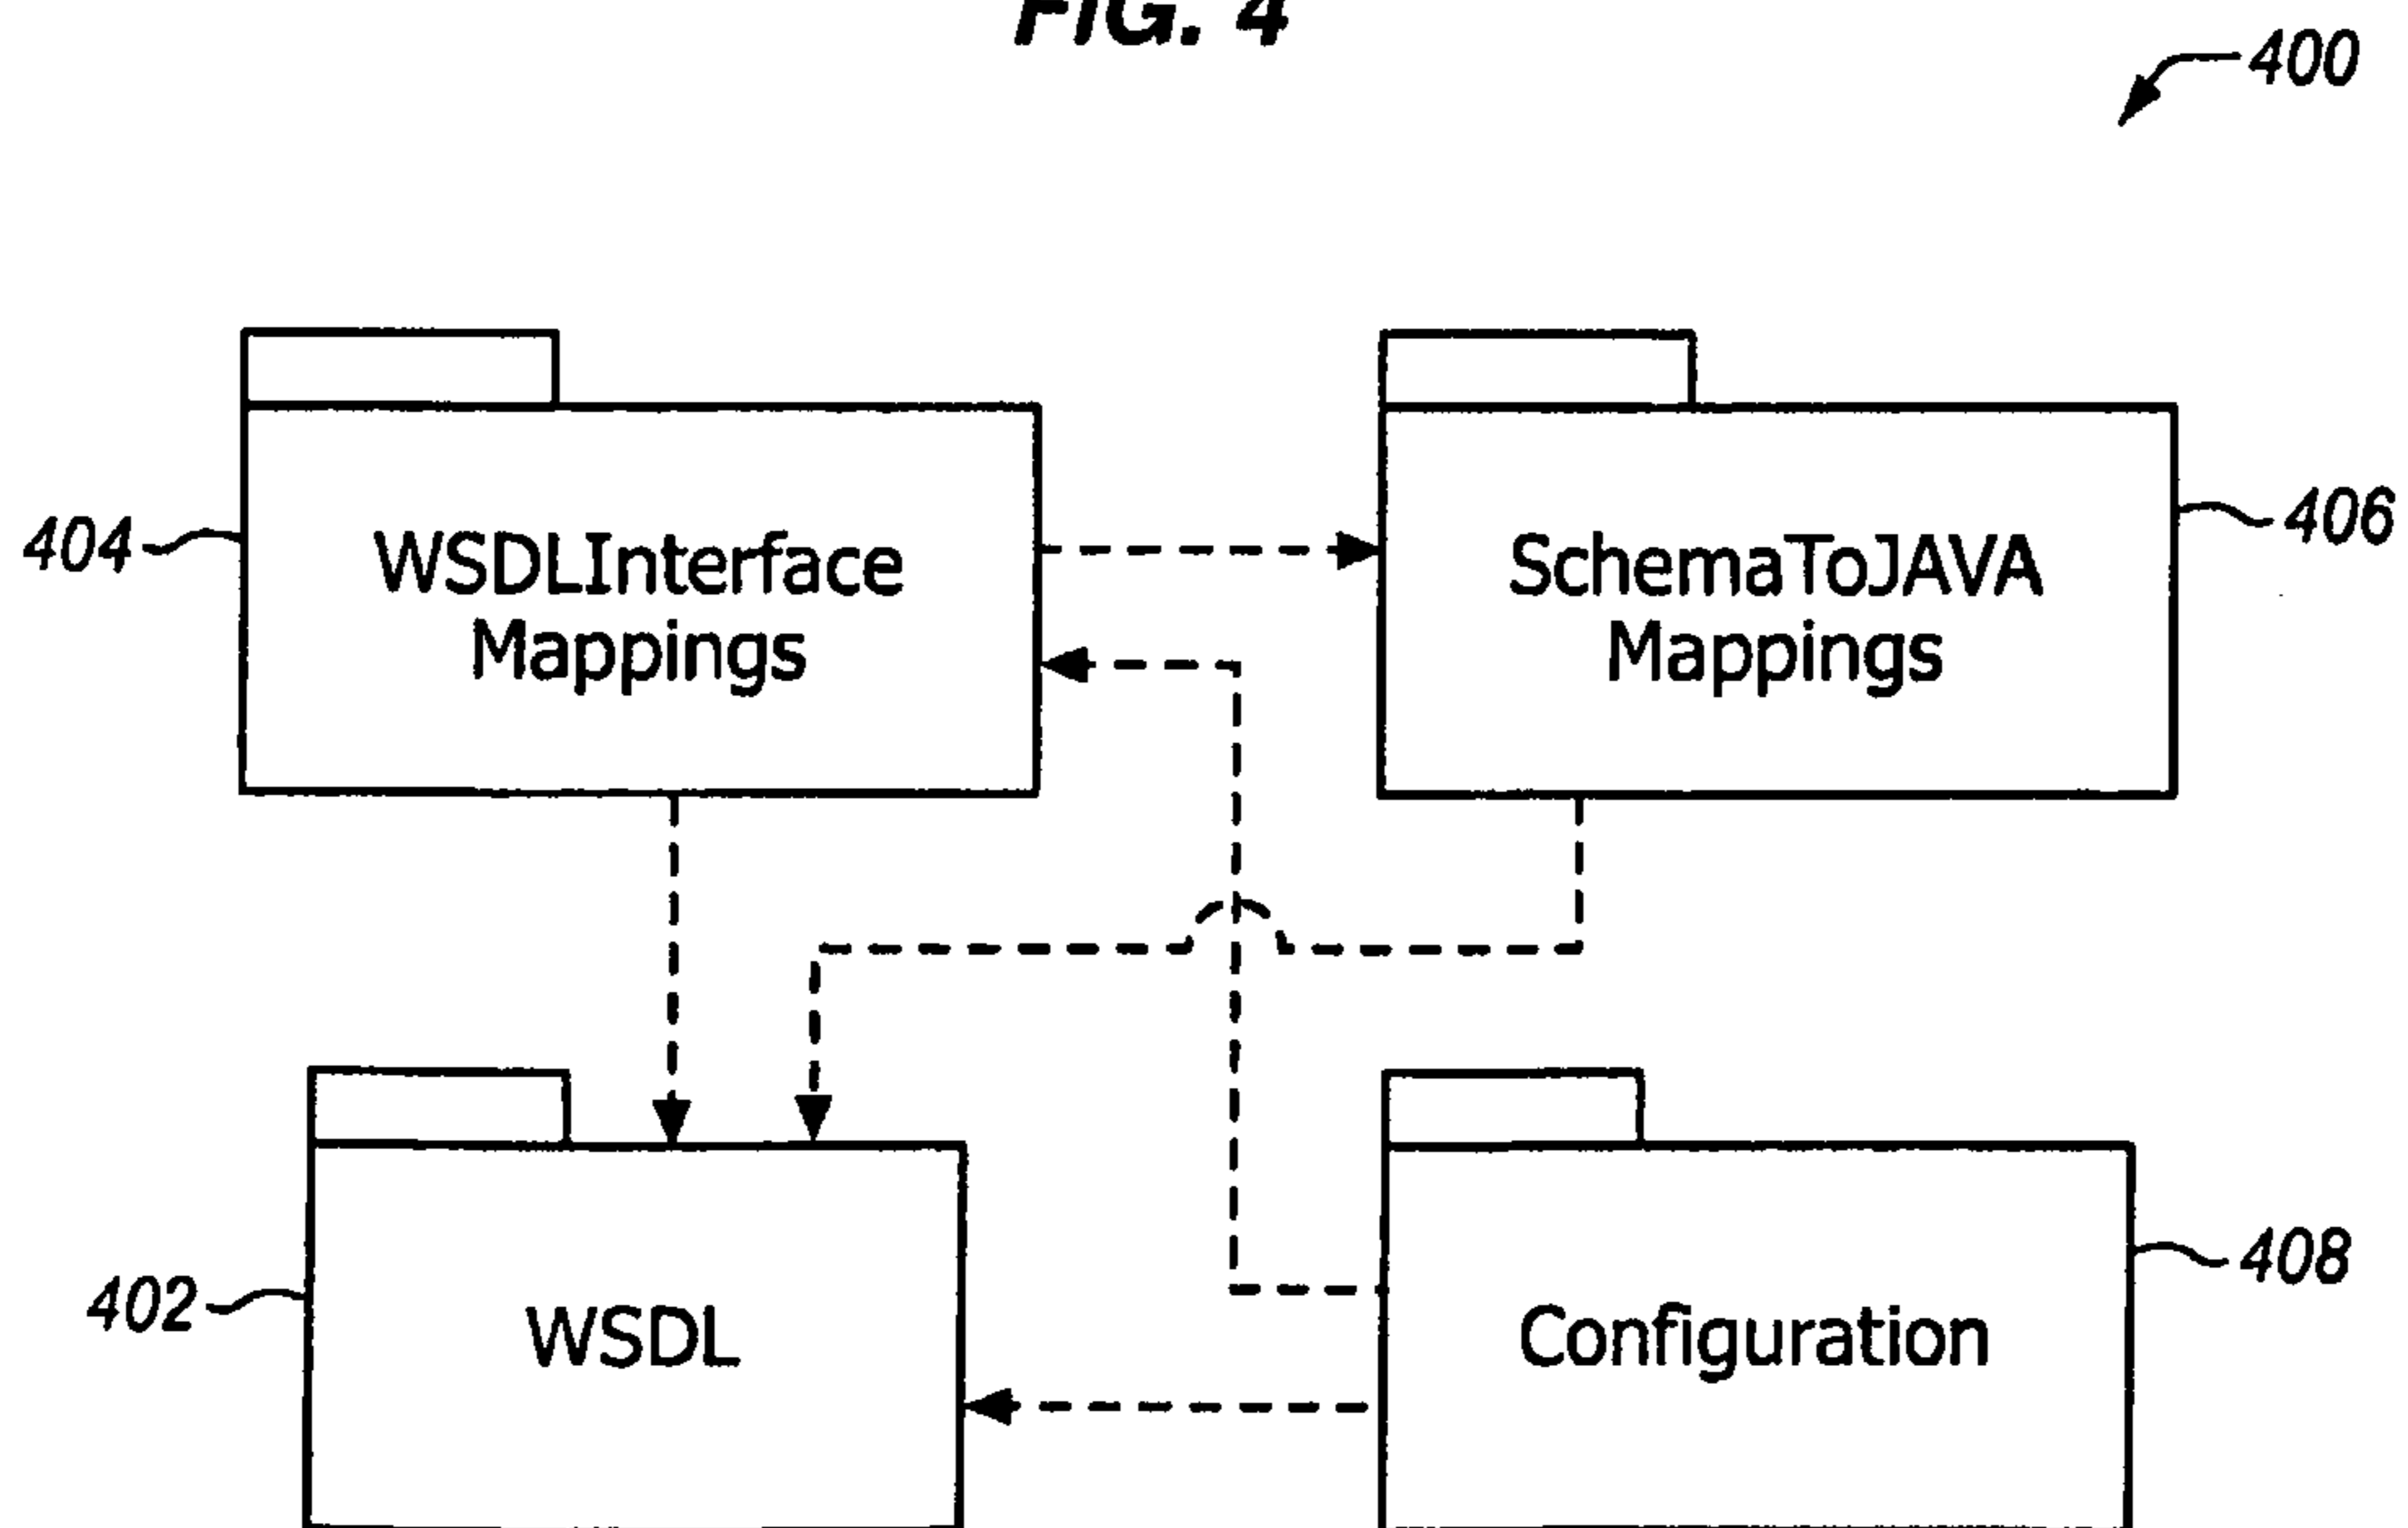 FIG. 4
400
404
WSDLInterface
Mappings
SchemaToJAVA
Mappings
406
402
WSDL
Configuration
408